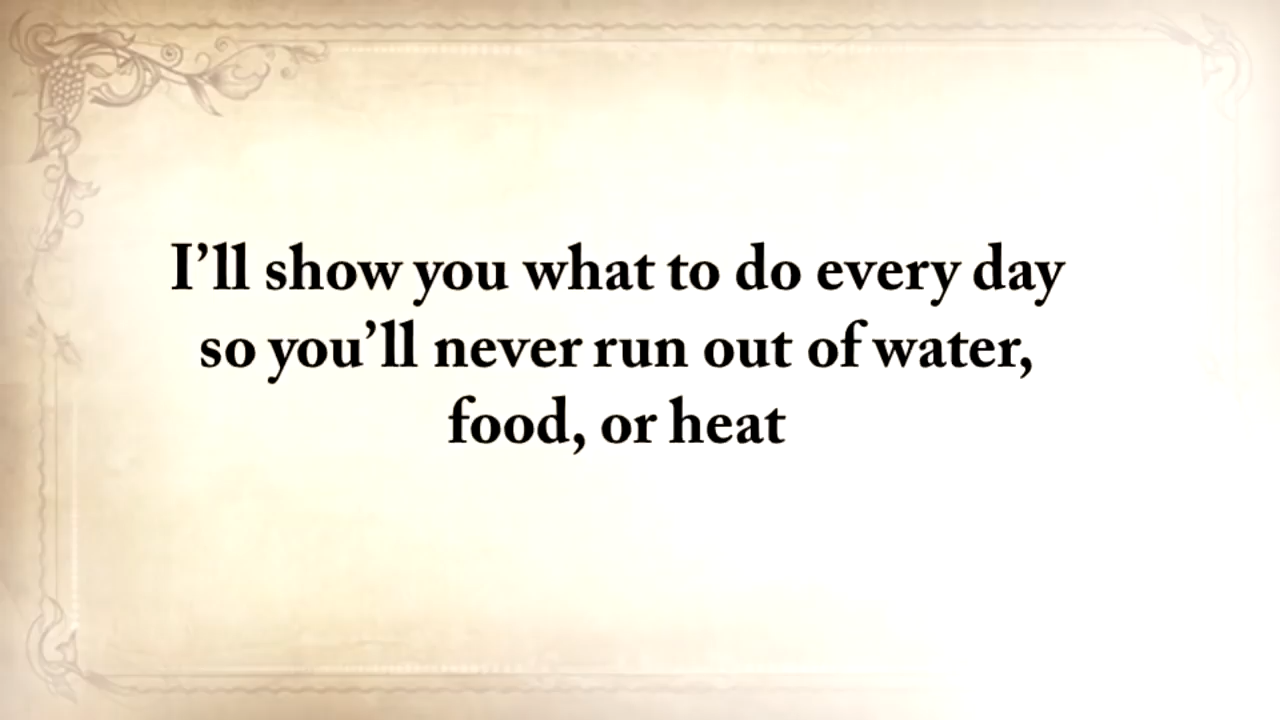 I’ll show you what to do every day
so you’ll never run out of water,
food, or heat